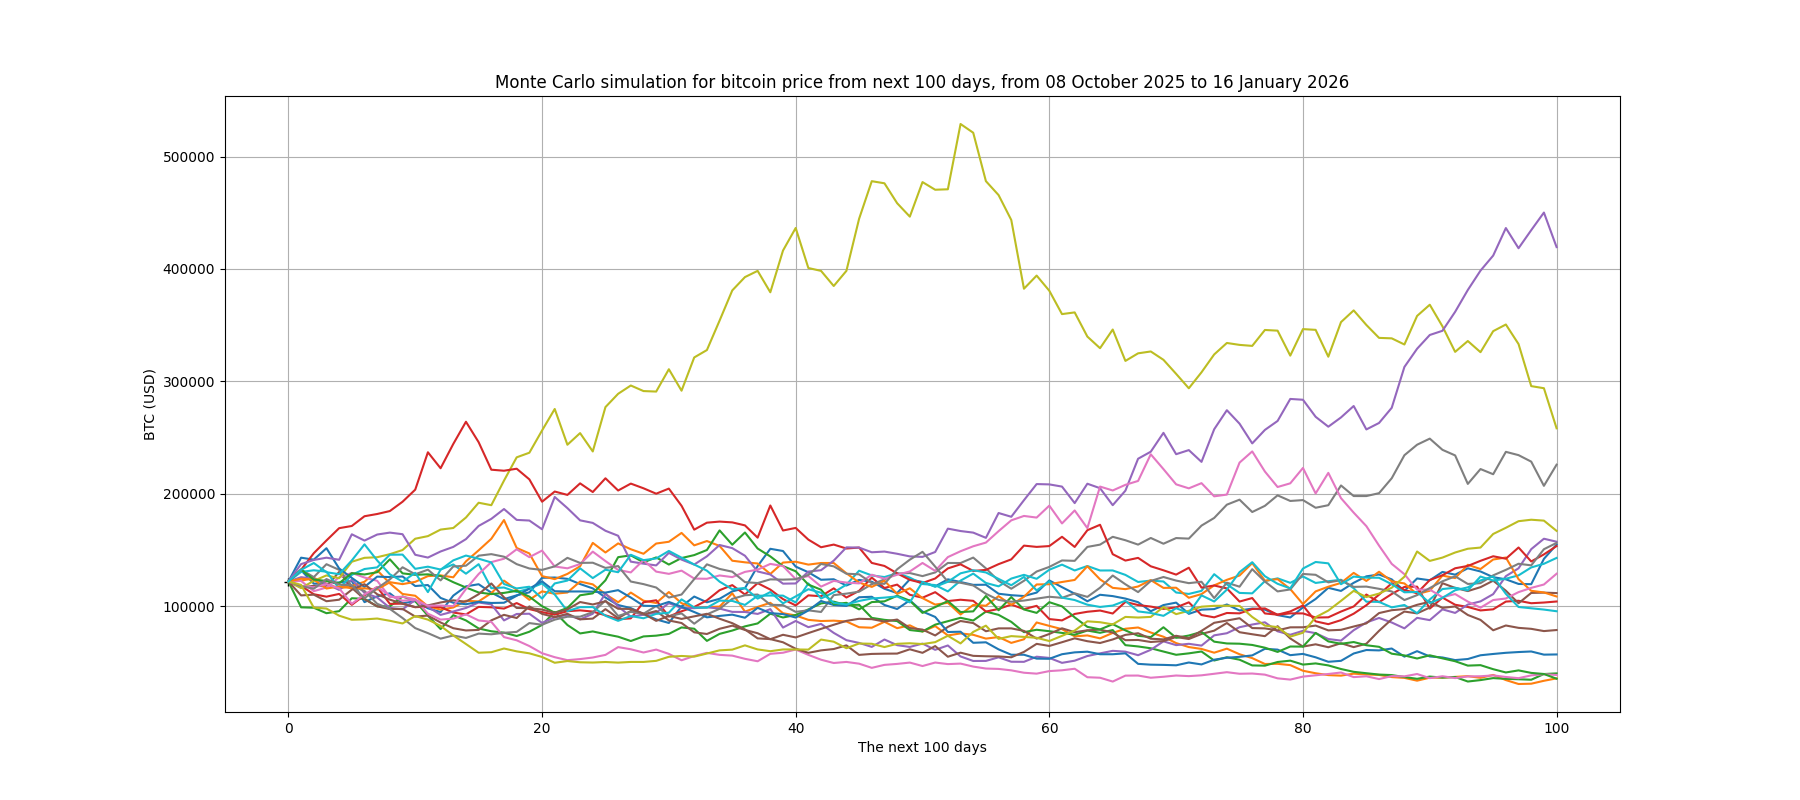 Monte Carlo simulation for bitcoin price from next 100 days, from 08 October 2025 to 16 January 2026
500000
400000
300000
200000
100000
BTC (USD)
0 20 40 60 80 100
The next 100 days